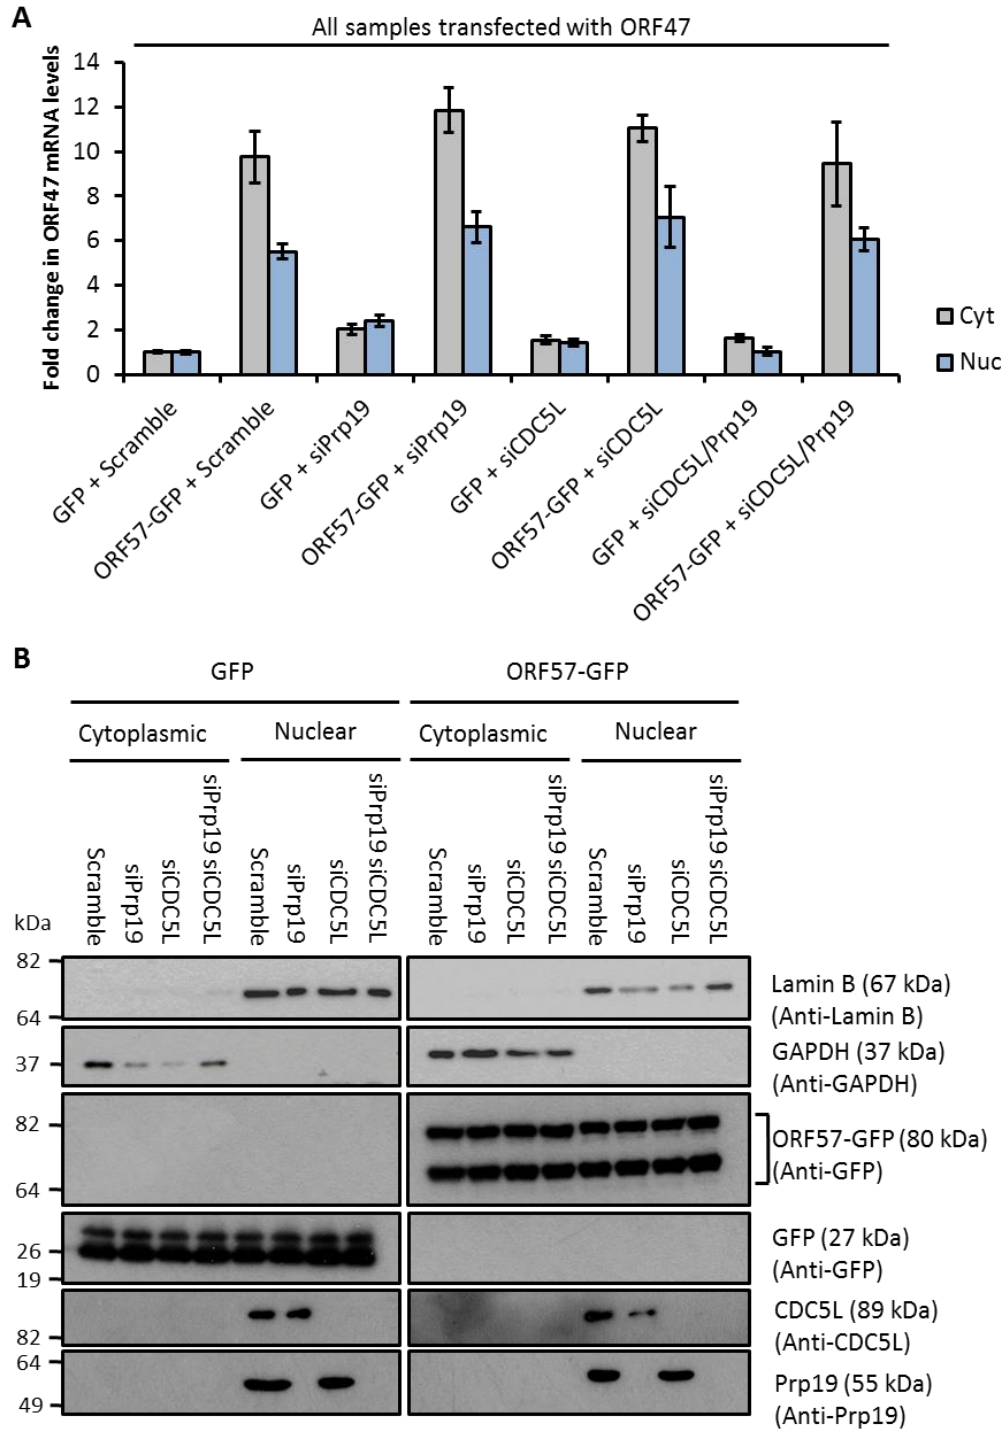 A
All samples transfected with ORF47
Fold change in ORF47 mRNA levels
14
12
10
8
6
4
2
0
Cyt
Nuc
GFP + Scramble
ORF57-GFP + Scramble
GFP + siPrp19
ORF57-GFP + siPrp19
GFP + siCDC5L
ORF57-GFP + siCDC5L
GFP + siCDC5L/Prp19
ORF57-GFP + siCDC5L/Prp19
B
GFP
ORF57-GFP
Cytoplasmic
Nuclear
Cytoplasmic
Nuclear
Scramble
siPrp19
siCDC5L
siPrp19 siCDC5L
Scramble
siPrp19
siCDC5L
siPrp19 siCDC5L
Scramble
siPrp19
siCDC5L
siPrp19 siCDC5L
Scramble
siPrp19
siCDC5L
siPrp19 siCDC5L
kDa
82
64
Lamin B (67 kDa)
(Anti-Lamin B)
37
GAPDH (37 kDa)
(Anti-GAPDH)
82
64
ORF57-GFP (80 kDa)
(Anti-GFP)
26
19
GFP (27 kDa)
(Anti-GFP)
82
CDC5L (89 kDa)
(Anti-CDC5L)
64
49
Prp19 (55 kDa)
(Anti-Prp19)